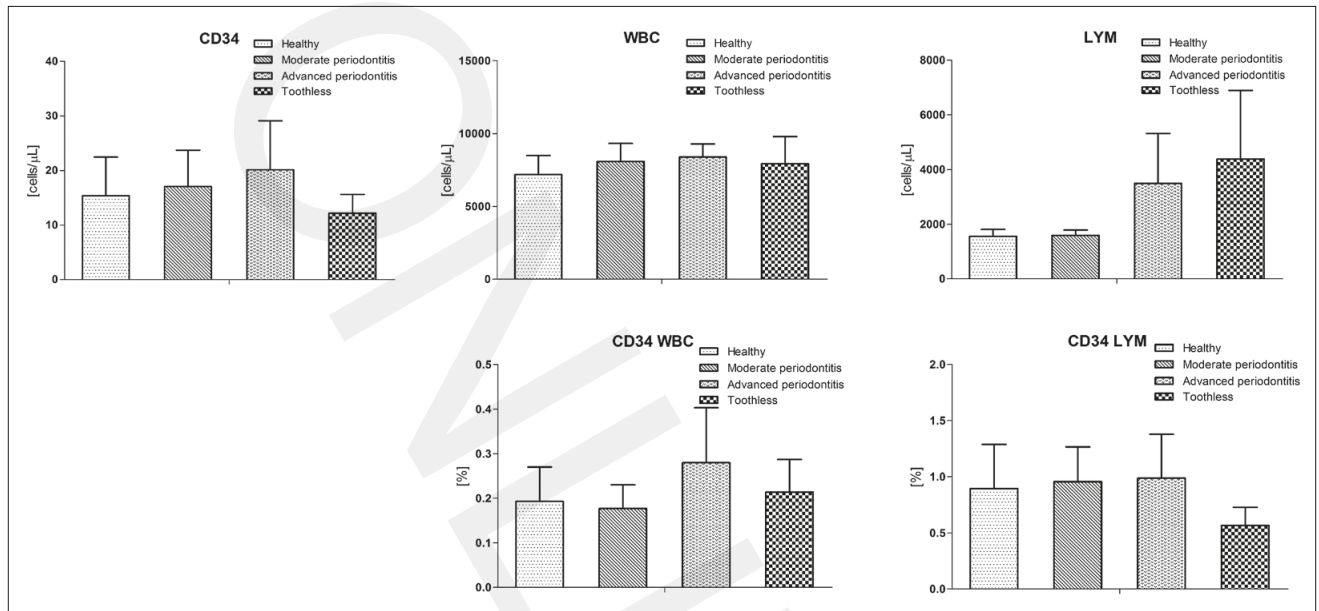 CD34
Healthy
Moderate periodontitis
Advanced periodontitis
Toothless
40
30
20
10
0
[cells/μL]
WBC
Healthy
Moderate periodontitis
Advanced periodontitis
Toothless
15000
10000
5000
0
[cells/μL]
LYM
Healthy
Moderate periodontitis
Advanced periodontitis
Toothless
8000
6000
4000
2000
0
[cells/μL]
CD34 WBC
Healthy
Moderate periodontitis
Advanced periodontitis
Toothless
0.5
0.4
0.3
0.2
0.1
0.0
[%]
CD34 LYM
Healthy
Moderate periodontitis
Advanced periodontitis
Toothless
2.0
1.5
1.0
0.5
0.0
[%]